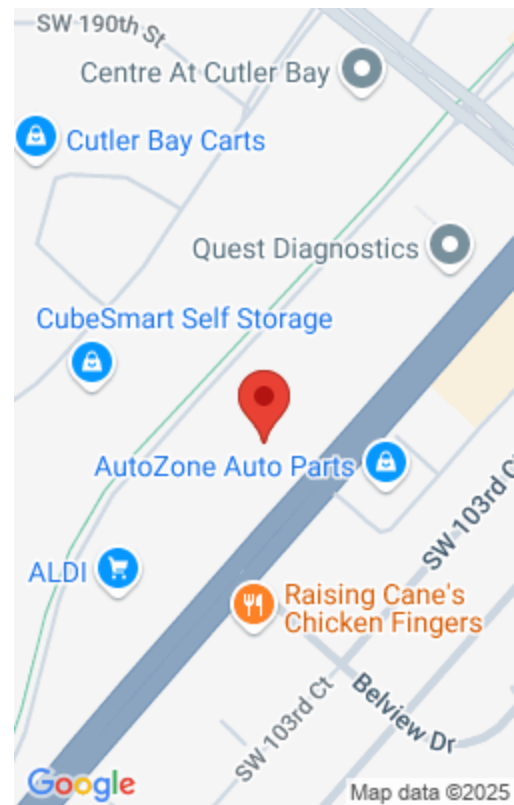 SW 190th St
Centre At Cutler Bay
Cutler Bay Carts
Quest Diagnostics
CubeSmart Self Storage
AutoZone Auto Parts
SW 103rd Ct
ALDI
Raising Cane's
Chicken Fingers
SW 103rd Ct
Belview Dr
Google
Map data ©2025